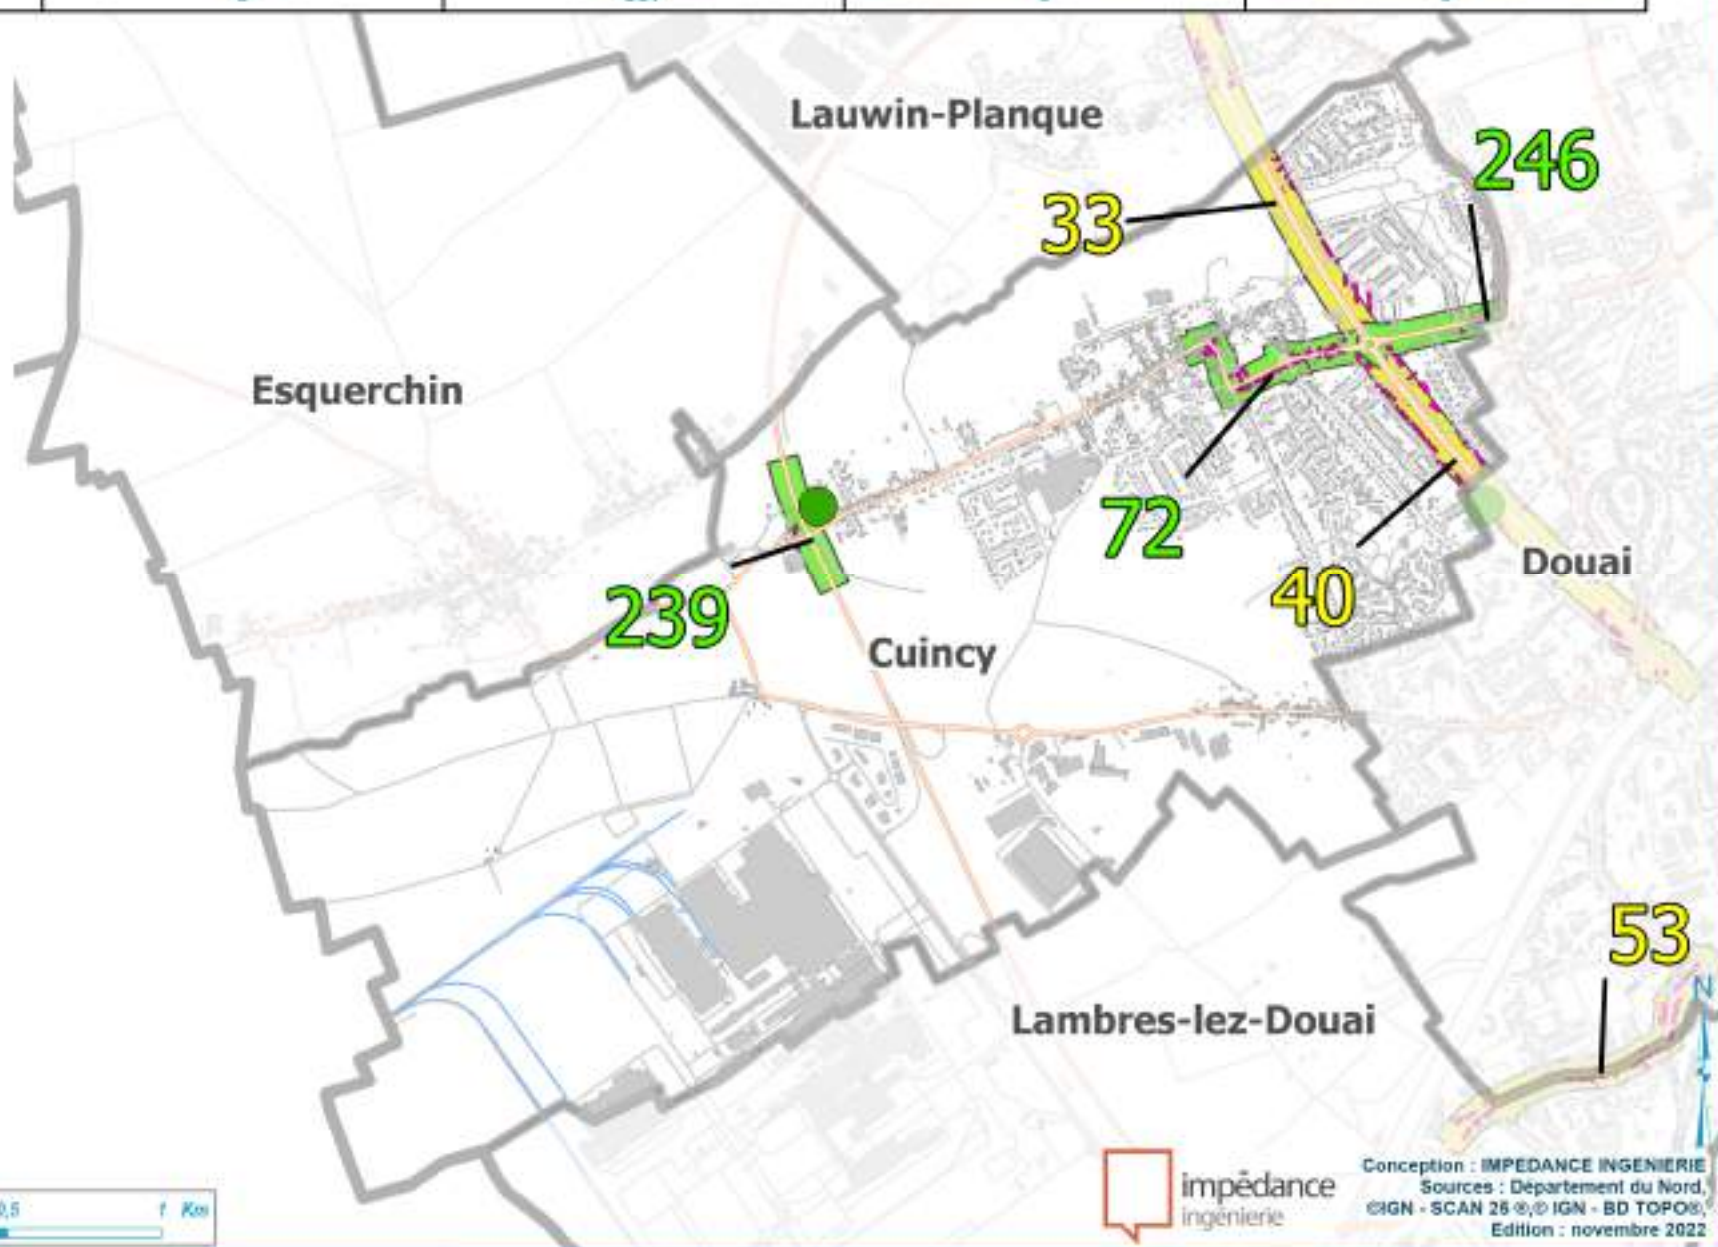 Lauwin-Planque
246
33
Esquerchin
72
Douai
40
239
Cuincy
53
N
Lambres-lez-Douai
0,5 1 Km
impédance
ingénierie
Conception : IMPEDANCE INGENIERIE
Sources : Département du Nord,
©IGN - SCAN 25 ®,© IGN - BD TOPO®,
Edition : novembre 2022